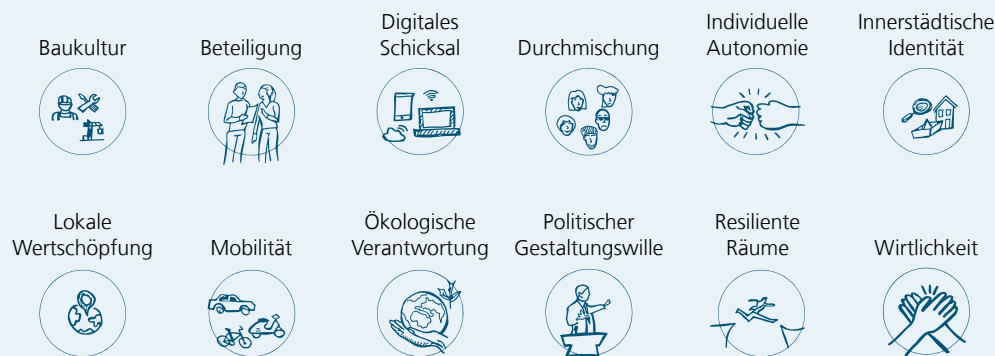 Baukultur
Beteiligung
Digitales
Schicksal
Durchmischung
Individuelle
Autonomie
Innerstädtische
Identität
Lokale
Wertschöpfung
Mobilität
Ökologische
Verantwortung
Politischer
Gestaltungswille
Resiliente
Räume
Wirtlichkeit